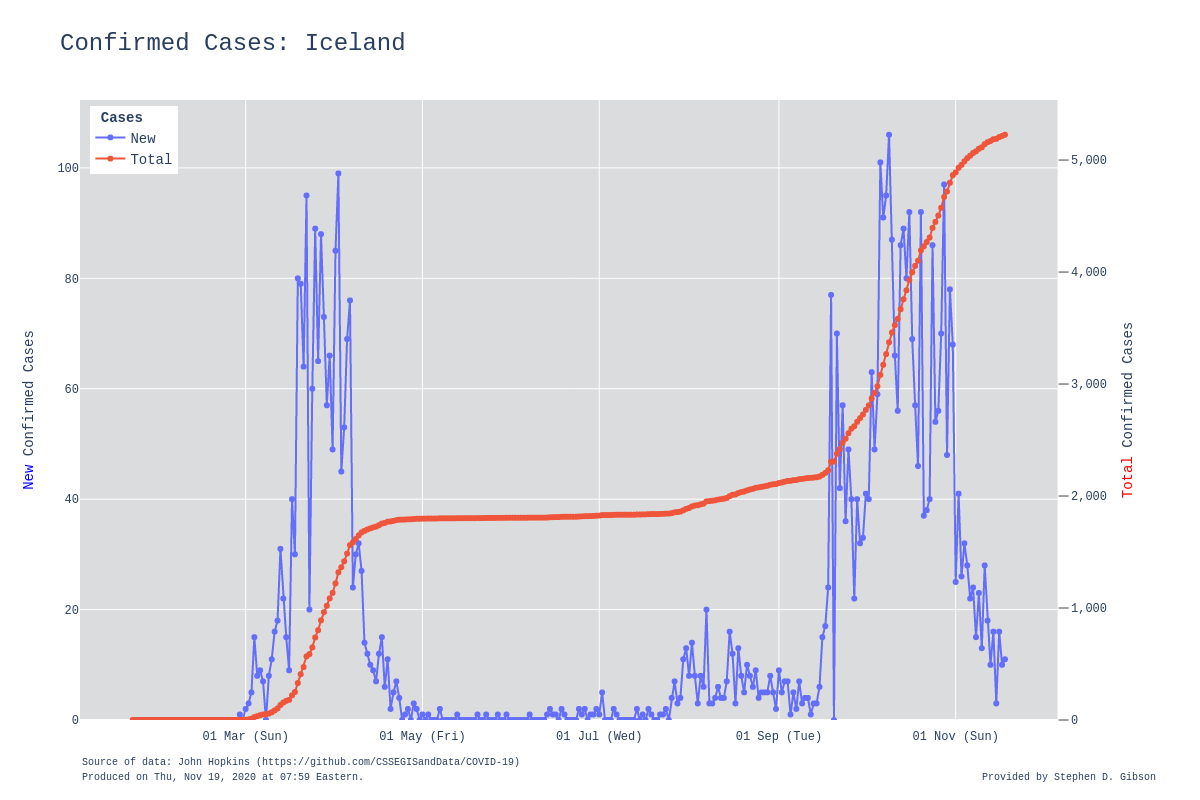 Confirmed Cases: Iceland
Cases
New
Total
100
80
60
40
20
0
New Confirmed Cases
5,000
4,000
3,000
2,000
1,000
0
Total Confirmed Cases
01 Mar (Sun)
01 May (Fri)
01 Jul (Wed)
01 Sep (Tue)
01 Nov (Sun)
Source of data: John Hopkins (https://github.com/CSSEGISandData/COVID-19)
Produced on Thu, Nov 19, 2020 at 07:59 Eastern.
Provided by Stephen D. Gibson